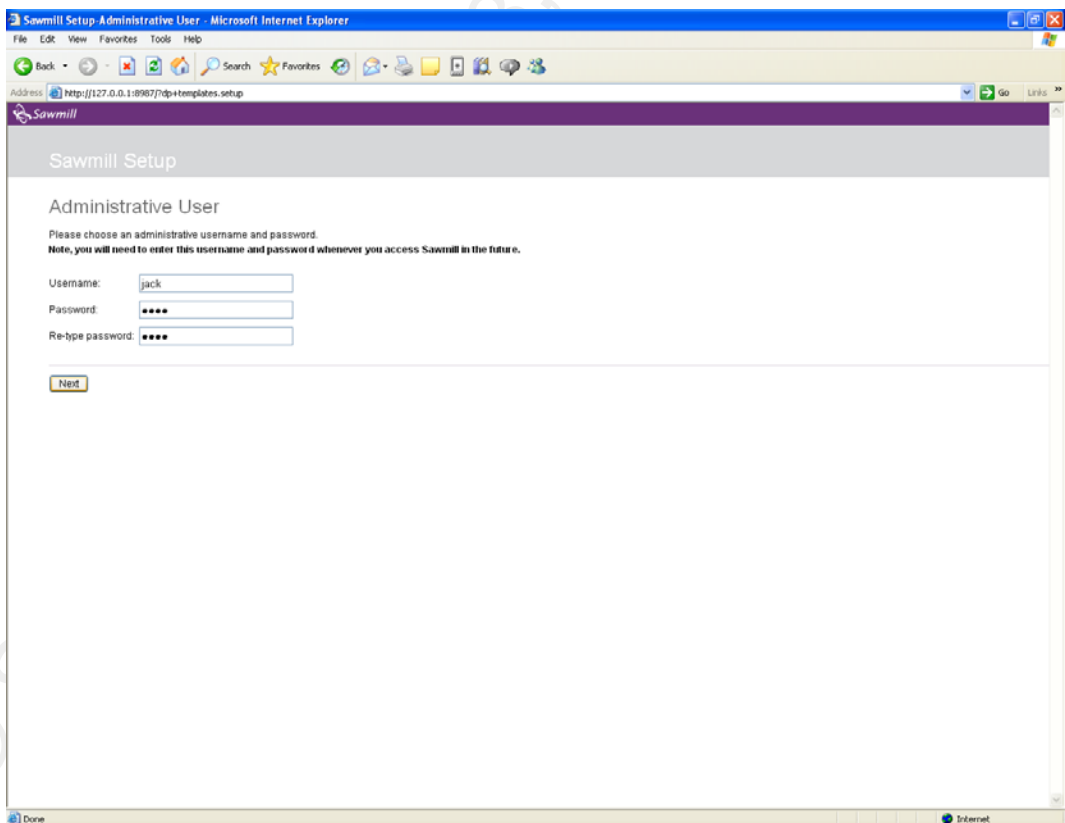 Sawmill Setup-Administrative User - Microsoft Internet Explorer
File Edit View Favorites Tools Help
Back Search Favorites
Address http://127.0.0.1:8987/?dp+templates.setup Go Links »
Sawmill
Sawmill Setup
Administrative User
Please choose an administrative username and password.
Note, you will need to enter this username and password whenever you access Sawmill in the future.
Username: jack
Password: ••••
Re-type password: ••••
Next
Done Internet